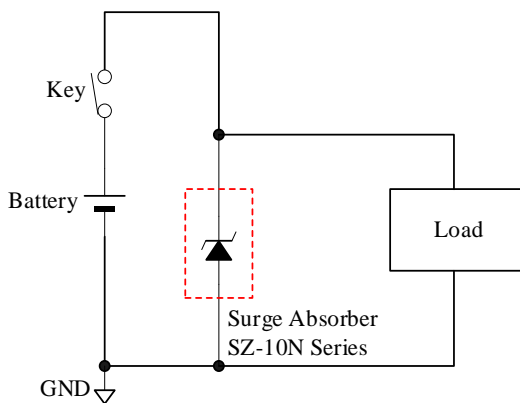 Key
Battery
Load
Surge Absorber
SZ-10N Series
GND